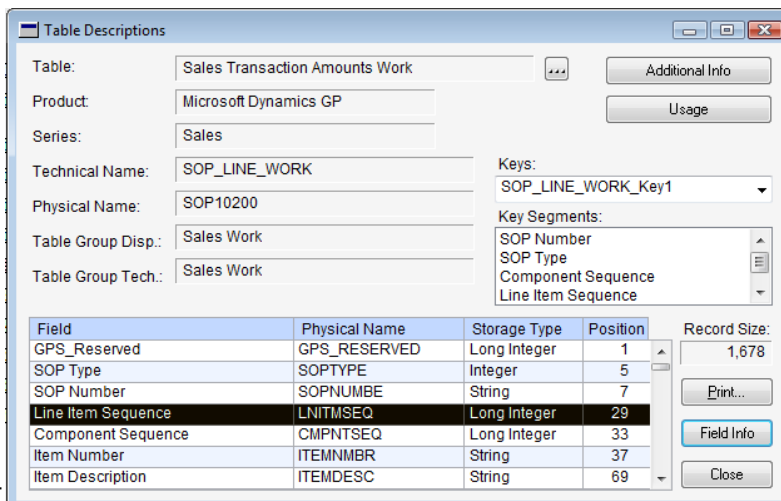 Table Descriptions
Table: Sales Transaction Amounts Work ... Additional Info
Product: Microsoft Dynamics GP Usage
Series: Sales
Technical Name: SOP_LINE_WORK Keys:
SOP_LINE_WORK_Key1
Physical Name: SOP10200
Key Segments:
Table Group Disp.: Sales Work SOP Number
SOP Type
Table Group Tech.: Sales Work Component Sequence
Line Item Sequence
Field Physical Name Storage Type Position Record Size:
GPS_Reserved GPS_RESERVED Long Integer 1 1,678
SOP Type SOPTYPE Integer 5
SOP Number SOPNUMBE String 7 Print...
Line Item Sequence LNITMSEQ Long Integer 29
Component Sequence CMPNTSEQ Long Integer 33 Field Info
Item Number ITEMNMBR String 37
Item Description ITEMDESC String 69 Close